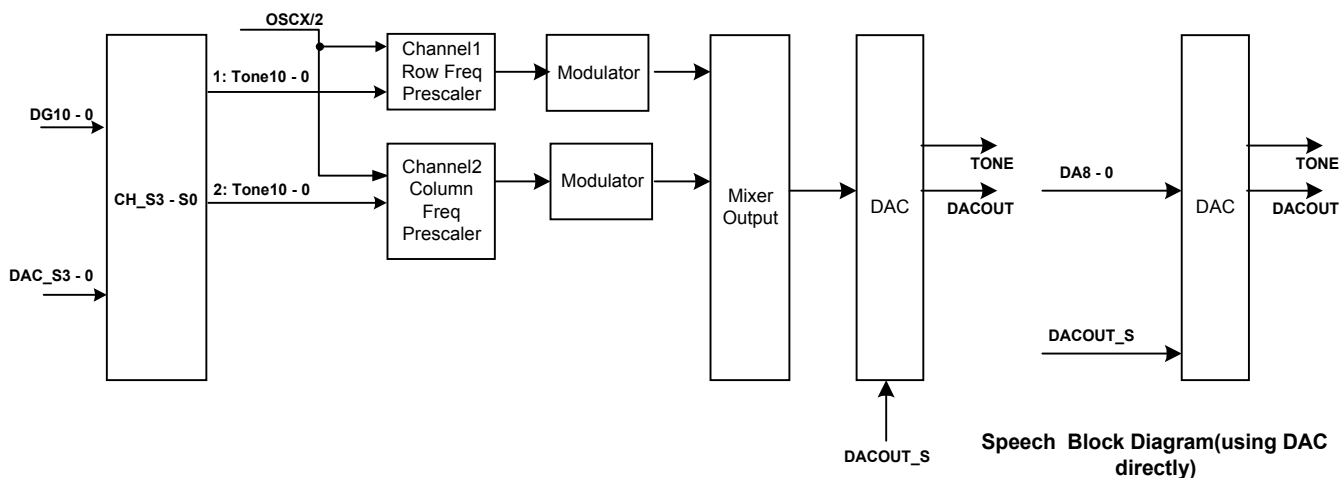 OSCX/2
Channel1
Row Freq
Prescaler
Modulator
1: Tone10 - 0
DG10 - 0
CH_S3 - S0
2: Tone10 - 0
Channel2
Column
Freq
Prescaler
Modulator
DAC_S3 - 0
Mixer
Output
DAC
TONE
DACOUT
DACOUT_S
DA8 - 0
DAC
TONE
DACOUT
DACOUT_S
Speech Block Diagram(using DAC
directly)